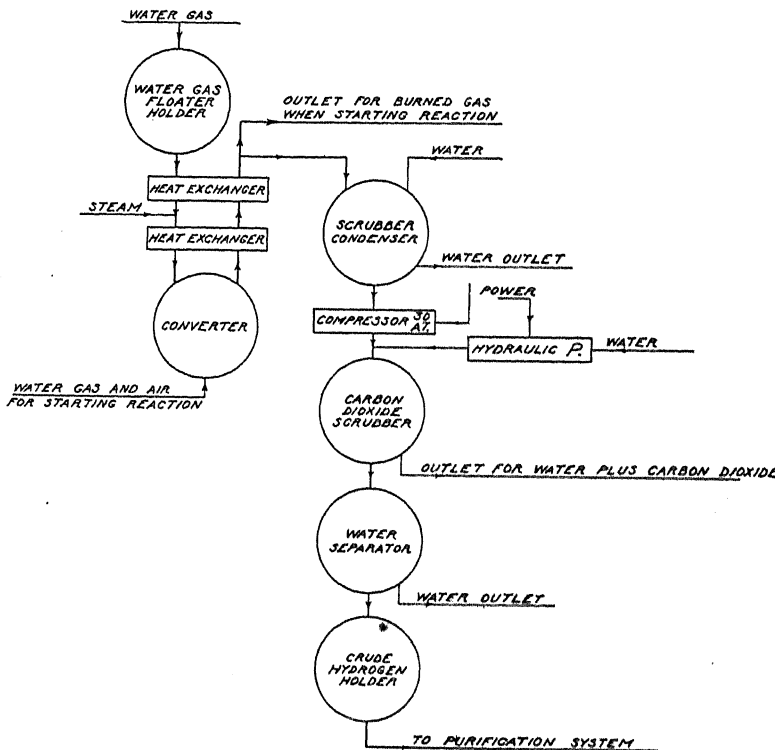 WATER GAS
WATER GAS
FLOATER
HOLDER
OUTLET FOR BURNED GAS
WHEN STARTING REACTION
WATER
HEAT EXCHANGER
STEAM
HEAT EXCHANGER
SCRUBBER
CONDENSER
WATER OUTLET
POWER
CONVERTER
COMPRESSOR 30
AT.
HYDRAULIC P.
WATER
WATER GAS AND AIR
FOR STARTING REACTION
CARBON
DIOXIDE
SCRUBBER
OUTLET FOR WATER PLUS CARBON DIOXIDE
WATER
SEPARATOR
WATER OUTLET
CRUDE
HYDROGEN
HOLDER
TO PURIFICATION SYSTEM